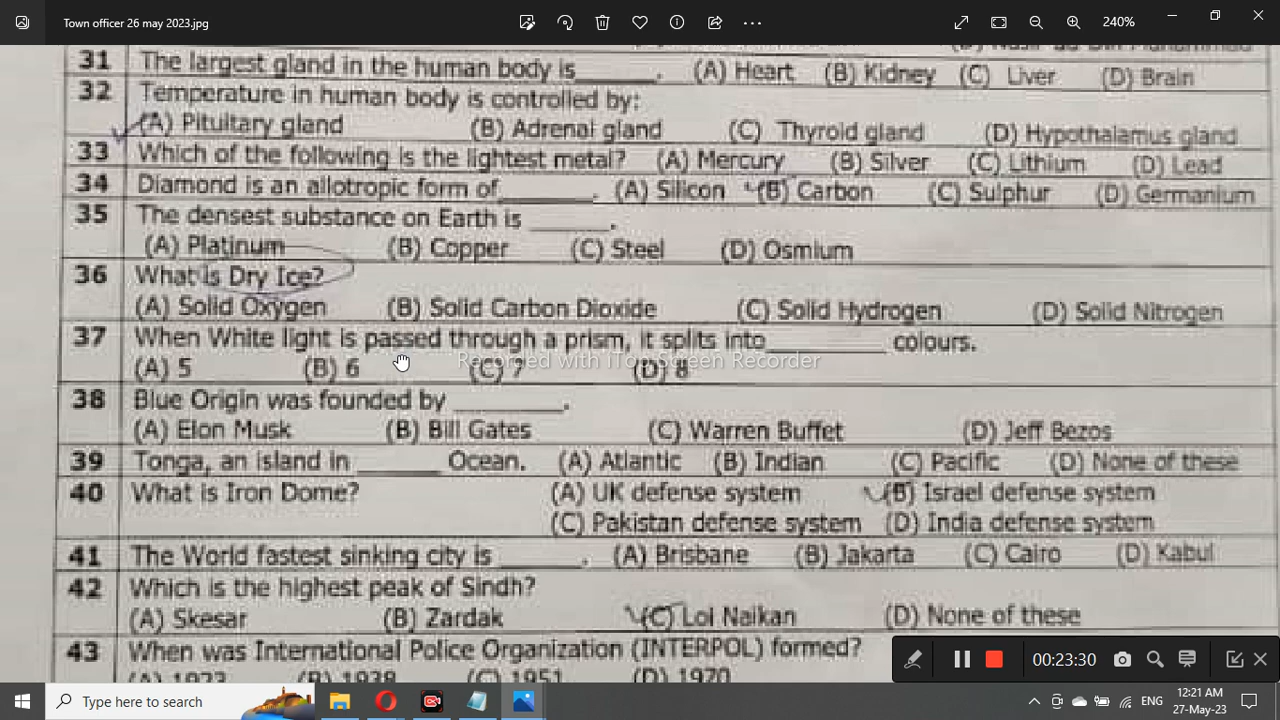 Town officer 26 may 2023.jpg
240%
31 The largest gland in the human body is______. (A) Heart (B) Kidney (C) Liver (D) Brain
32 Temperature in human body is controlled by:
(A) Pitultary gland (B) Adrenal gland (C) Thyroid gland (D) Hypothalamus gland
33 Which of the following is the lightest metal? (A) Mercury (B) Silver (C) Lithium (D) Lead
34 Diamond is an allotropic form of_______. (A) Silicon (B) Carbon (C) Sulphur (D) Germanium
35 The densest substance on Earth is ______.
(A) Platinum (B) Copper (C) Steel (D) Osmium
36 What is Dry Ice?
(A) Solid Oxygen (B) Solid Carbon Dioxide (C) Solid Hydrogen (D) Solid Nitrogen
37 When White light is passed through a prism, it splits into_________ colours.
Recorded with iTop Screen Recorder
(A) 5 (B) 6 (C) 7 (D) 8
38 Blue Origin was founded by ________.
(A) Elon Musk (B) Bill Gates (C) Warren Buffet (D) Jeff Bezos
39 Tonga, an island in ______ Ocean. (A) Atlantic (B) Indian (C) Pacific (D) None of these
40 What is Iron Dome? (A) UK defense system (B) Israel defense system
(C) Pakistan defense system (D) India defense system
41 The World fastest sinking city is ______. (A) Brisbane (B) Jakarta (C) Cairo (D) Kabul
42 Which is the highest peak of Sindh?
(A) Skesar (B) Zardak (C) Loi Naikan (D) None of these
43 When was International Police Organization (INTERPOL) formed?
(C) 1951 (D) 1970
00:23:30
Type here to search
ENG
12:21 AM
27-May-23